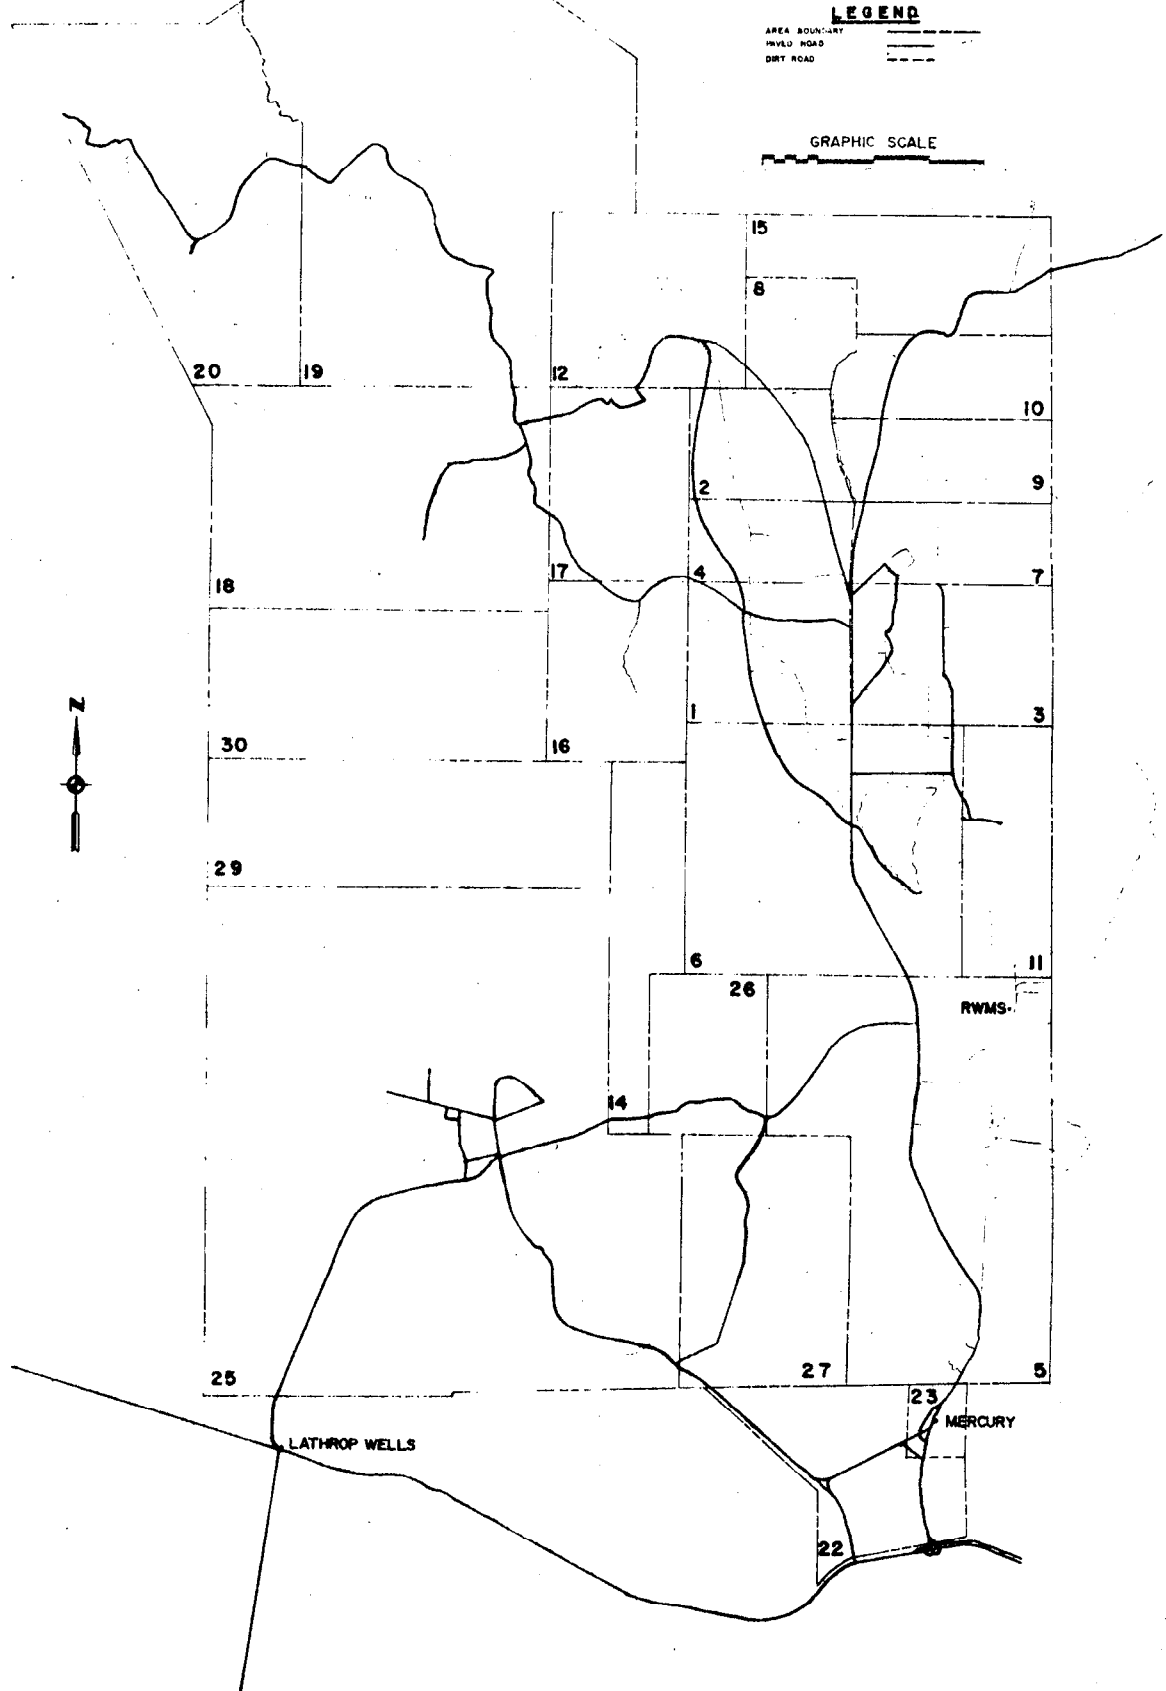 LEGEND
AREA BOUNDARY
PAVED ROAD
DIRT ROAD
GRAPHIC SCALE
15
8
20
19
12
10
2
9
17
4
7
18
1
3
N
30
16
29
6
11
26
RWMS
14
25
27
5
23
MERCURY
LATHROP WELLS
22